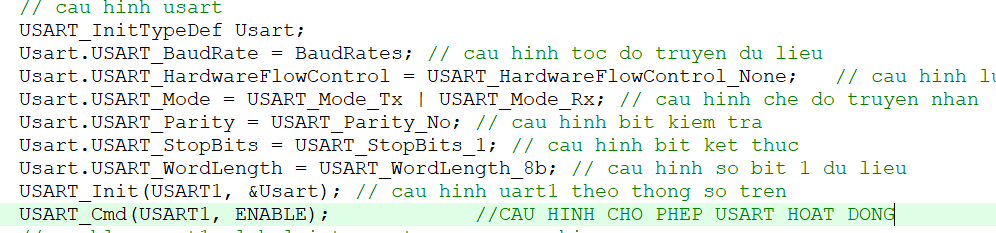 // cau hinh usart
USART_InitTypeDef Usart;
Usart.USART_BaudRate = BaudRates; // cau hinh toc do truyen du lieu
Usart.USART_HardwareFlowControl = USART_HardwareFlowControl_None;   // cau hinh
Usart.USART_Mode = USART_Mode_Tx | USART_Mode_Rx; // cau hinh che do truyen nhan
Usart.USART_Parity = USART_Parity_No; // cau hinh bit kiem tra
Usart.USART_StopBits = USART_StopBits_1; // cau hinh bit ket thuc
Usart.USART_WordLength = USART_WordLength_8b; // cau hinh so bit 1 du lieu
USART_Init(USART1, &Usart); // cau hinh uart1 theo thong so tren
USART_Cmd(USART1, ENABLE);            //CAU HINH CHO PHEP USART HOAT DONG